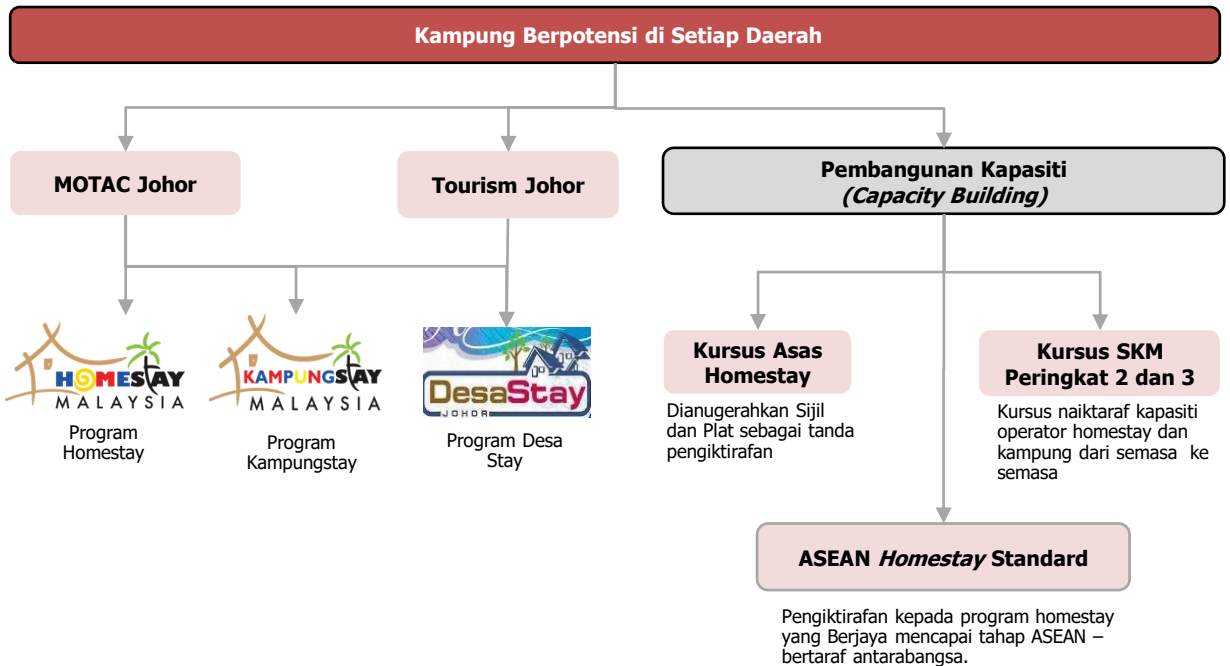 Kampung Berpotensi di Setiap Daerah
MOTAC Johor
Tourism Johor
Pembangunan Kapasiti
(Capacity Building)
HOMESTAY
MALAYSIA
Program
Homestay
KAMPUNGSTAY
MALAYSIA
Program
Kampungstay
DesaStay
JOHOR
Program Desa
Stay
Kursus Asas
Homestay
Dianugerahkan Sijil
dan Plat sebagai tanda
pengiktirafan
Kursus SKM
Peringkat 2 dan 3
Kursus naiktaraf kapasiti
operator homestay dan
kampung dari semasa ke
semasa
ASEAN Homestay Standard
Pengiktirafan kepada program homestay
yang Berjaya mencapai tahap ASEAN –
bertaraf antarabangsa.